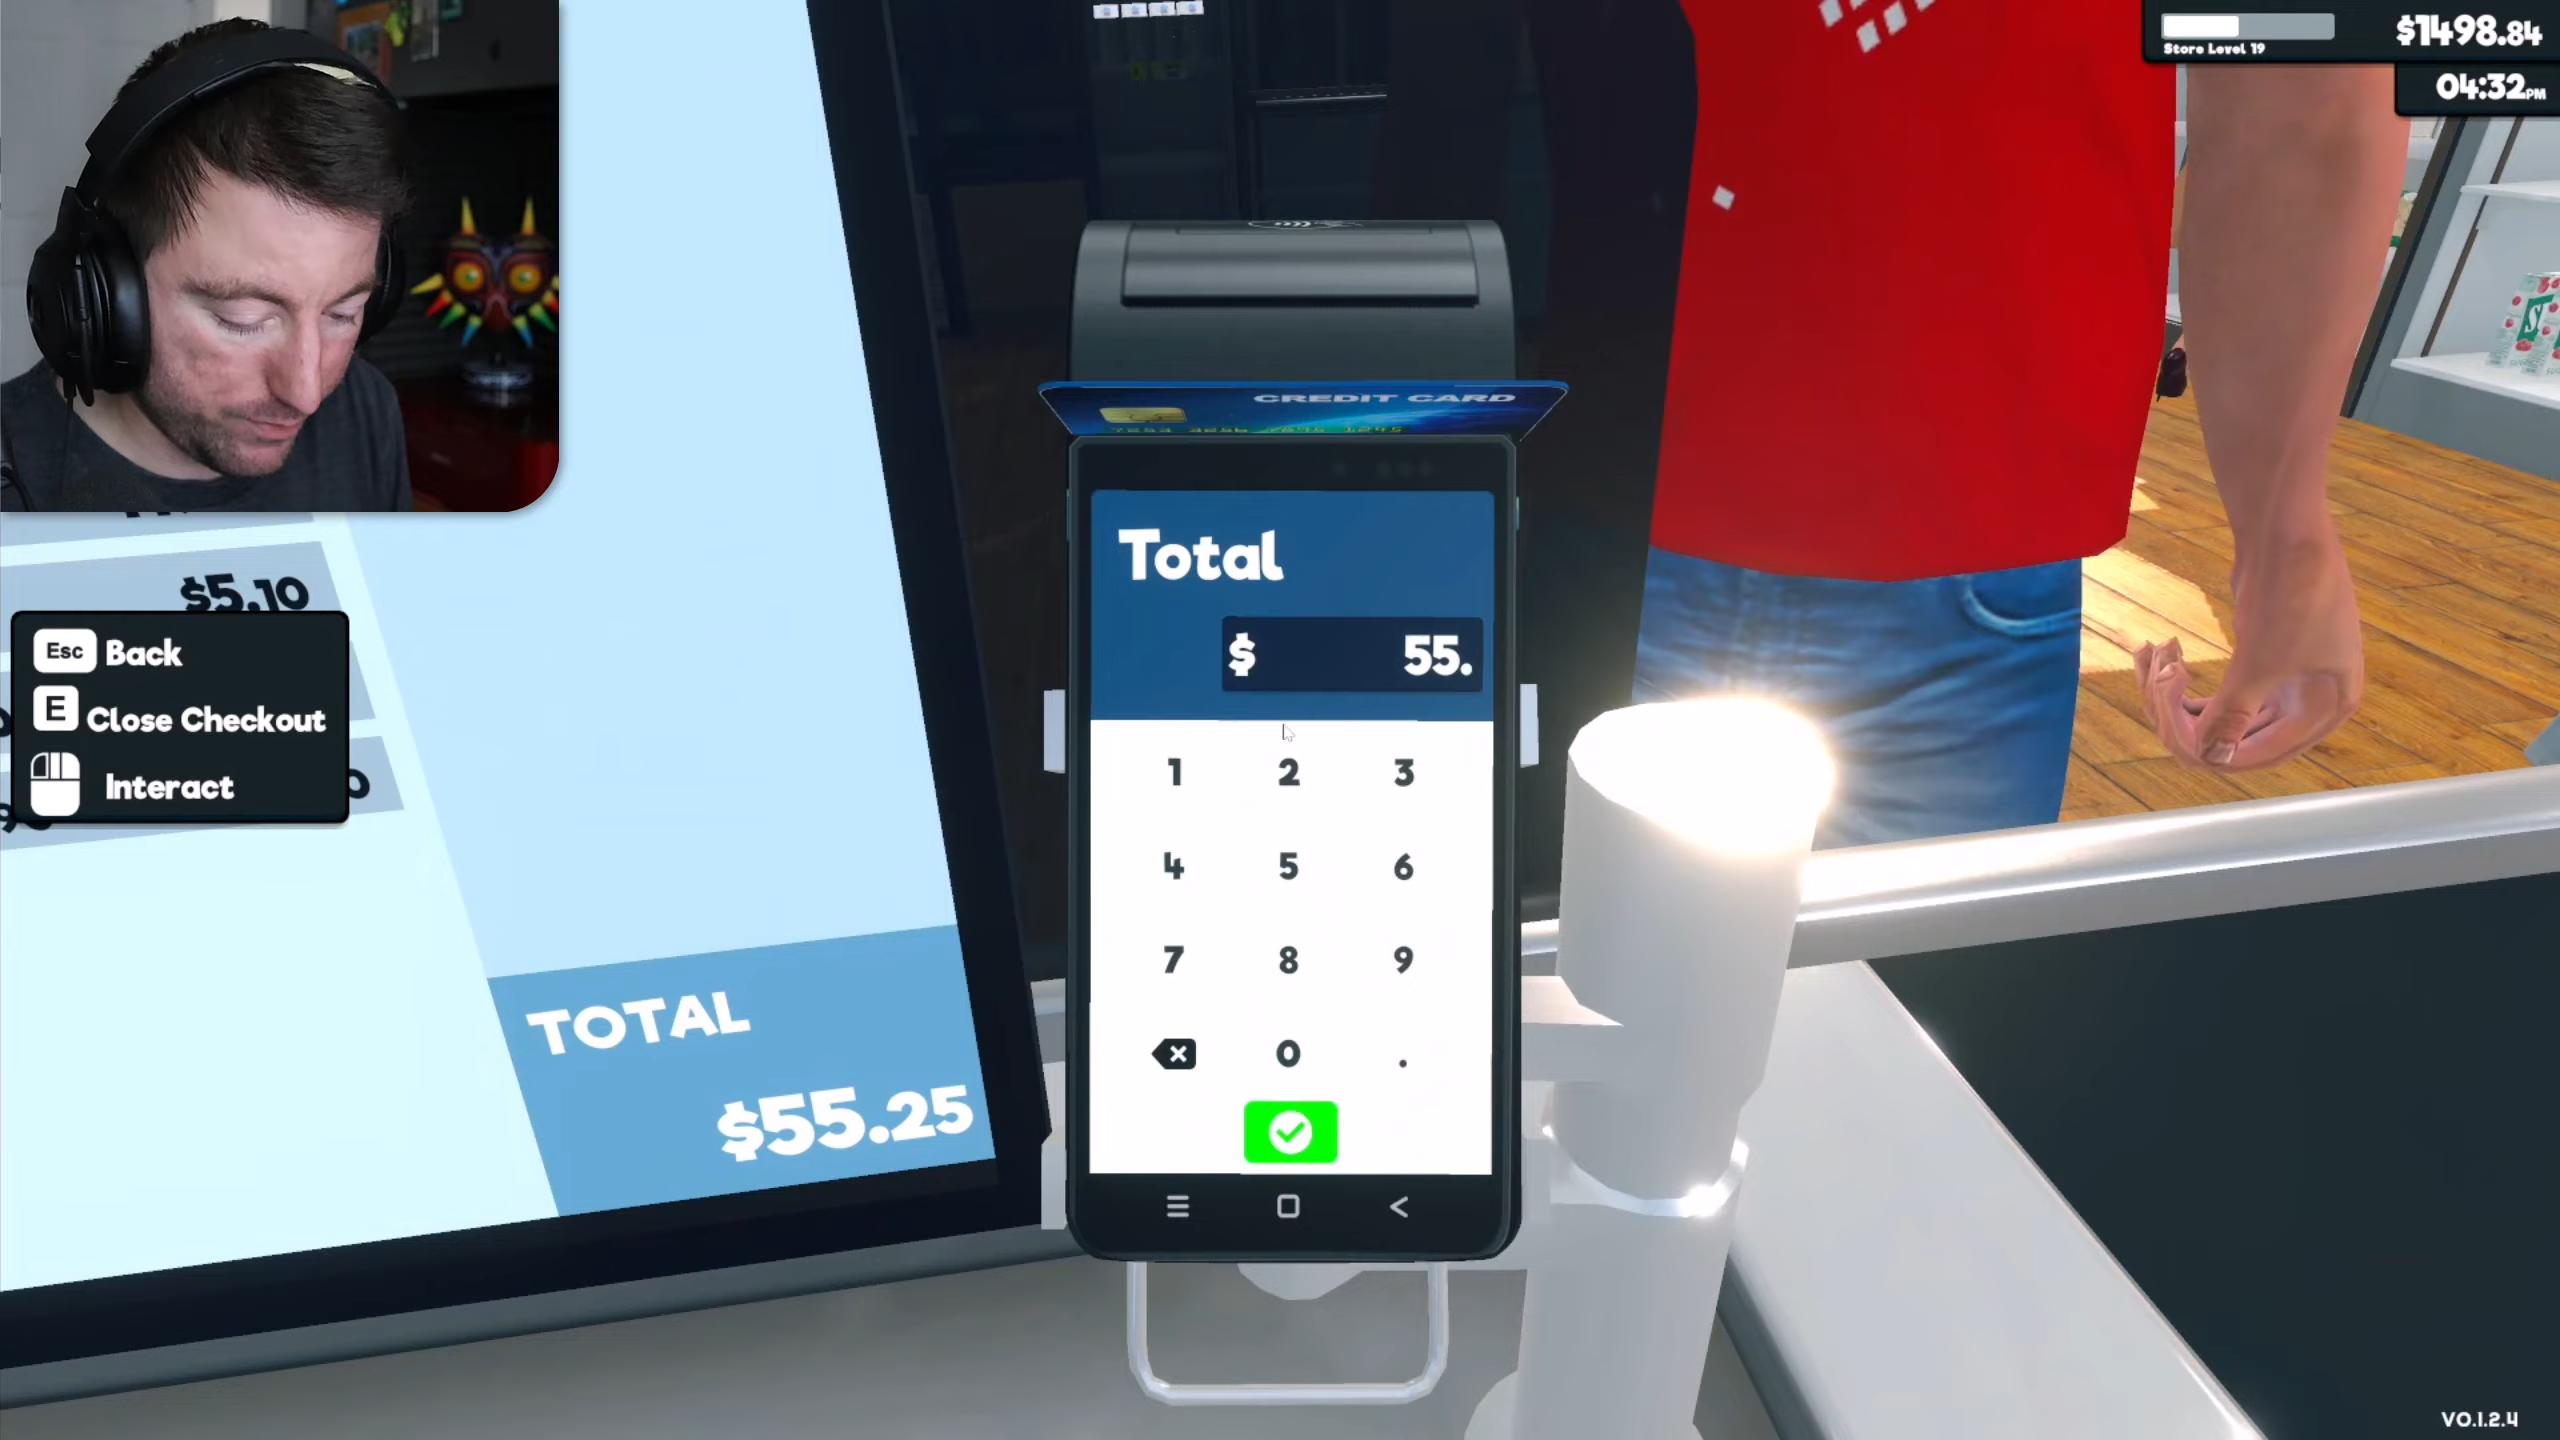 $1498.84
Store Level 19
04:32PM
CREDIT CARD
Total
$ 55.
$5.10
Esc Back
E Close Checkout
Interact
1 2 3
4 5 6
7 8 9
0 .
TOTAL
$55.25
V0.1.2.4